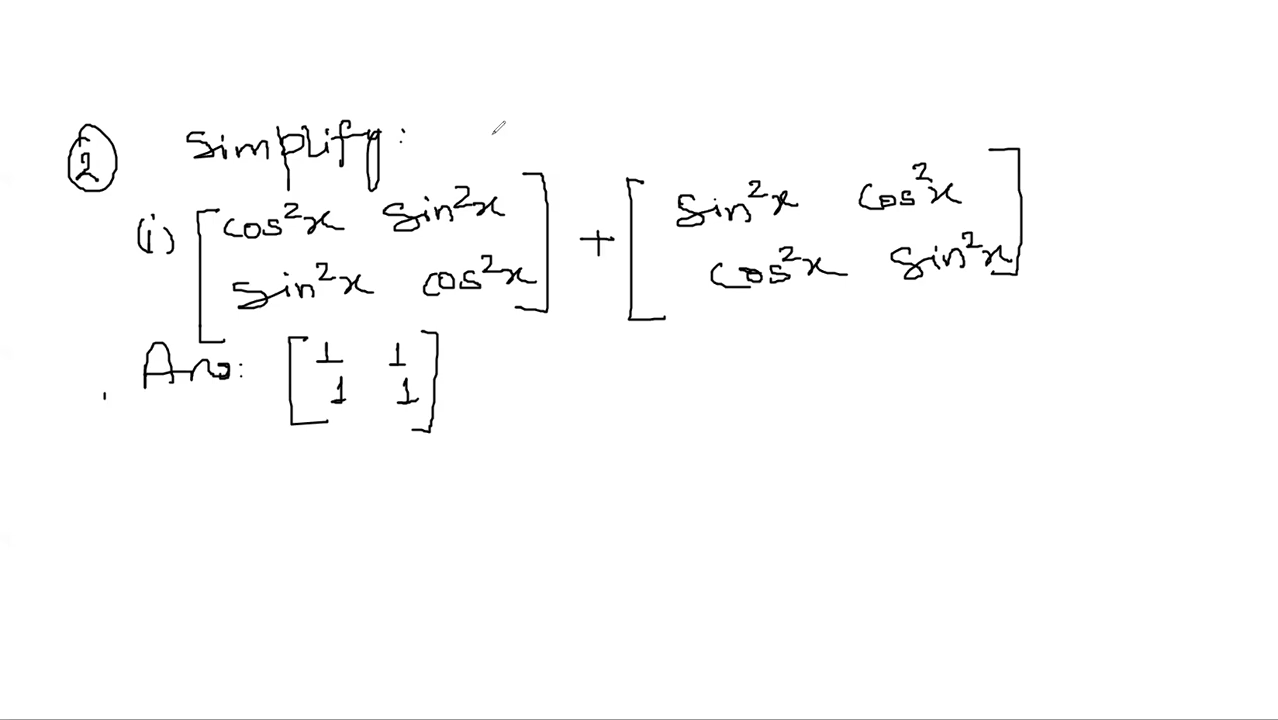 ② Simplify:
(i) [cos²x sin²x] + [sin²x cos²x]
[sin²x cos²x] [cos²x sin²x]
Ans: [1 1]
[1 1]